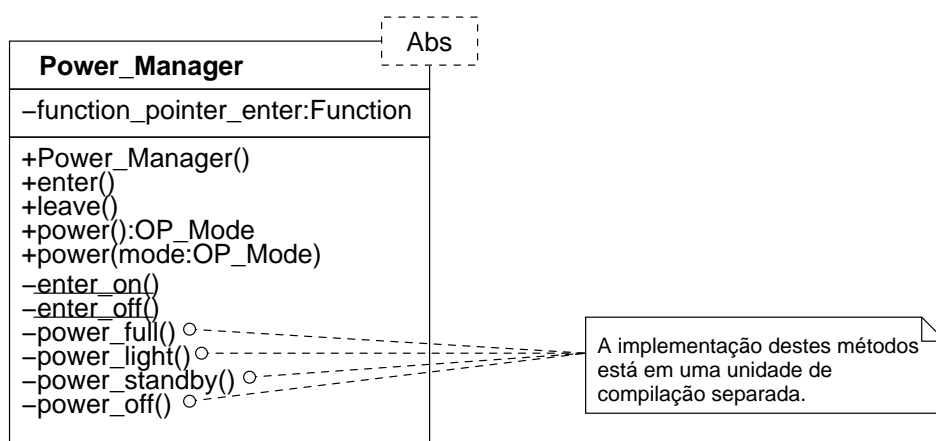 Abs
Power_Manager
–function_pointer_enter:Function
+Power_Manager()
+enter()
+leave()
+power():OP_Mode
+power(mode:OP_Mode)
–enter_on()
–enter_off()
–power_full()
–power_light()
–power_standby()
–power_off()
A implementação destes métodos
está em uma unidade de
compilação separada.